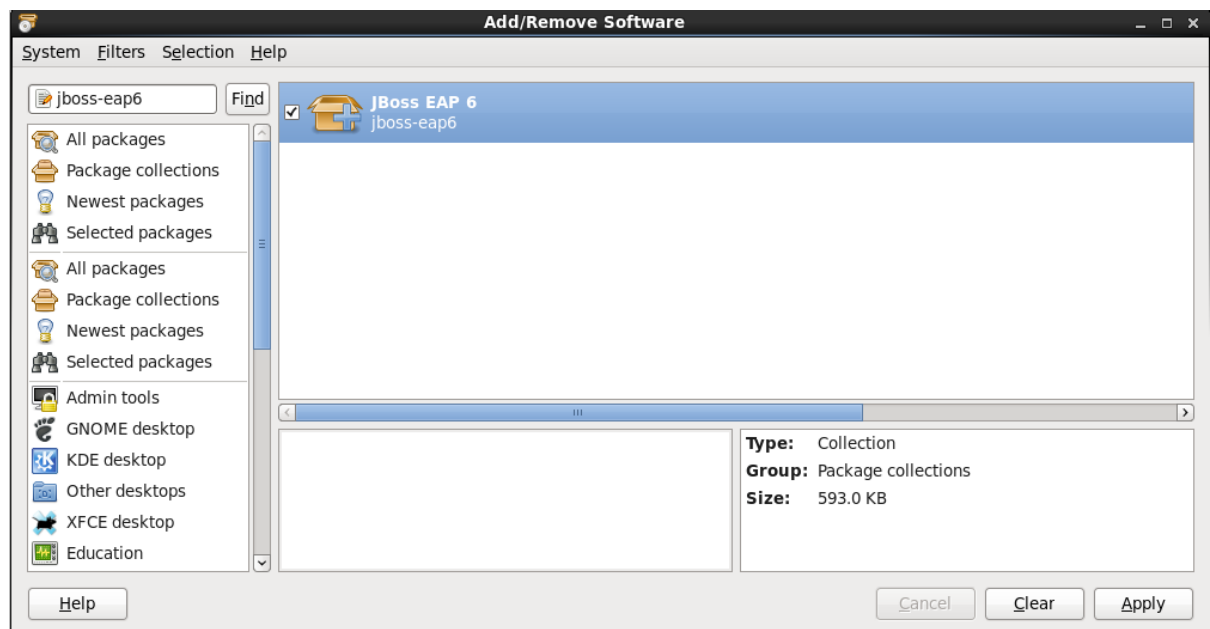 Add/Remove Software
System Filters Selection Help
jboss-eap6 Find
All packages
Package collections
Newest packages
Selected packages
All packages
Package collections
Newest packages
Selected packages
Admin tools
GNOME desktop
KDE desktop
Other desktops
XFCE desktop
Education
JBoss EAP 6
jboss-eap6
Type: Collection
Group: Package collections
Size: 593.0 KB
Help Cancel Clear Apply